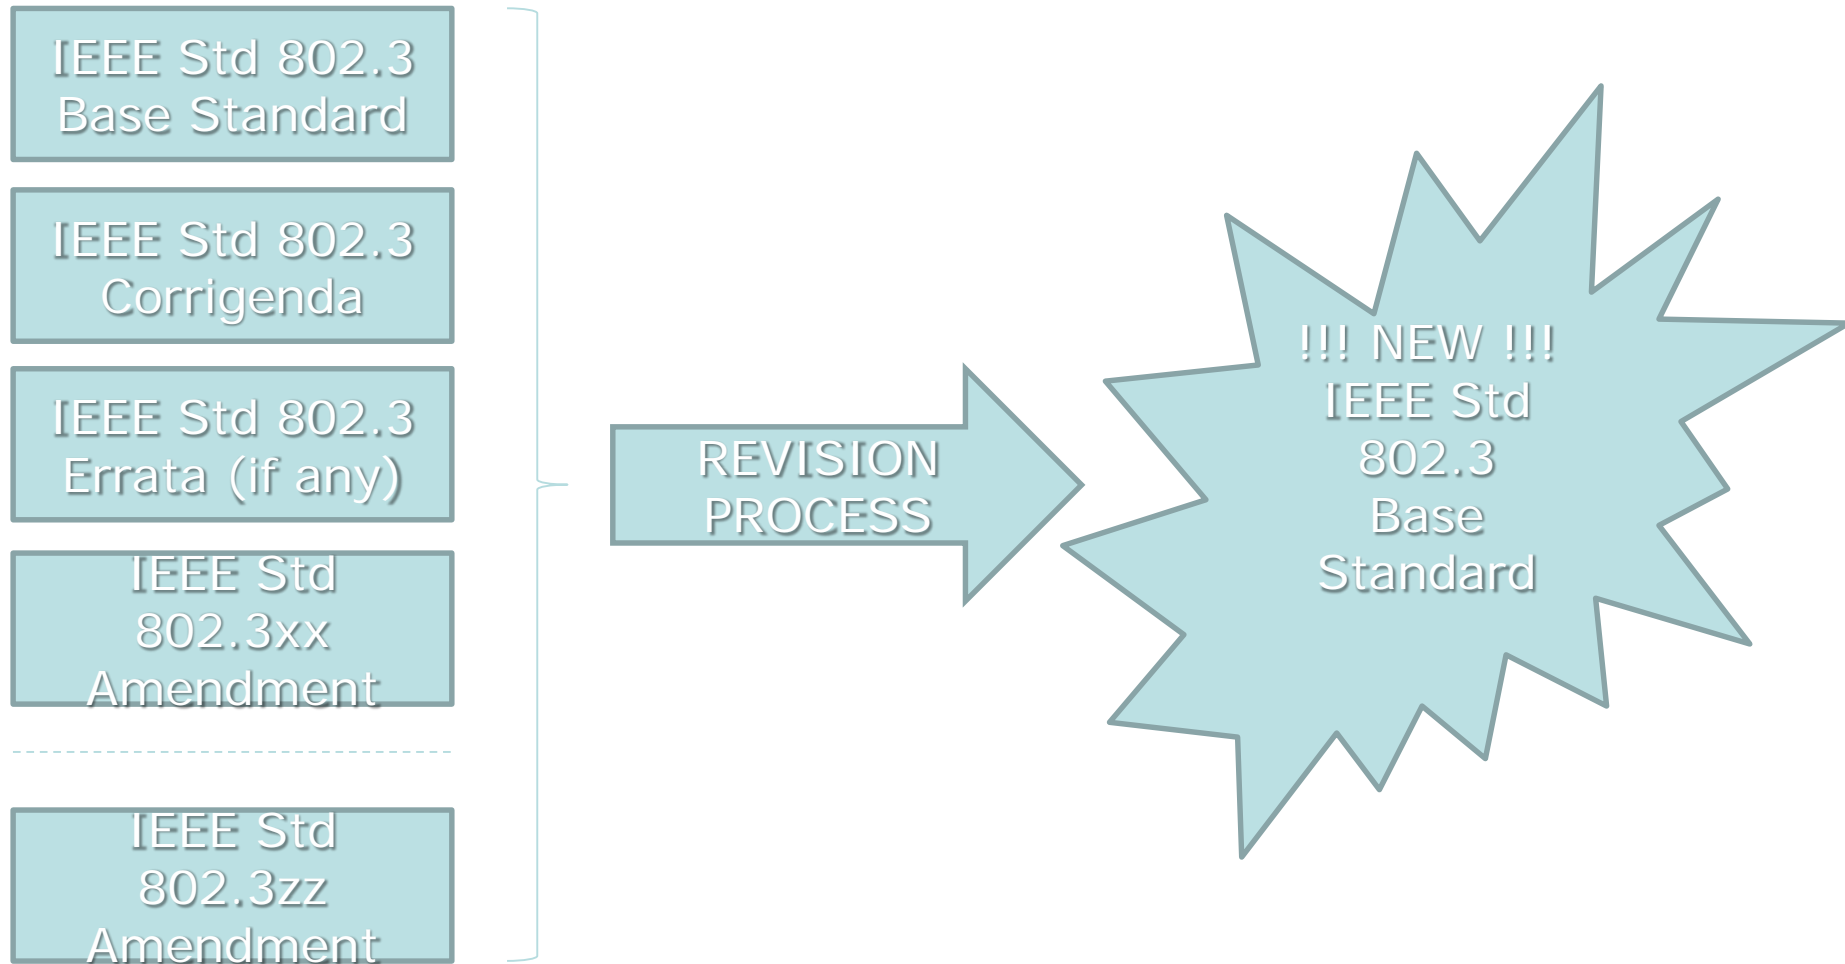 IEEE Std 802.3
Base Standard
IEEE Std 802.3
Corrigenda
IEEE Std 802.3
Errata (if any)
IEEE Std
802.3xx
Amendment
IEEE Std
802.3zz
Amendment
REVISION
PROCESS
!!! NEW !!!
IEEE Std
802.3
Base
Standard